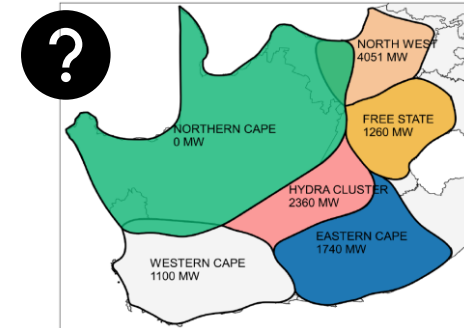 ?
NORTH WEST
4051 MW
FREE STATE
1260 MW
NORTHERN CAPE
0 MW
HYDRA CLUSTER
2360 MW
EASTERN CAPE
1740 MW
WESTERN CAPE
1100 MW